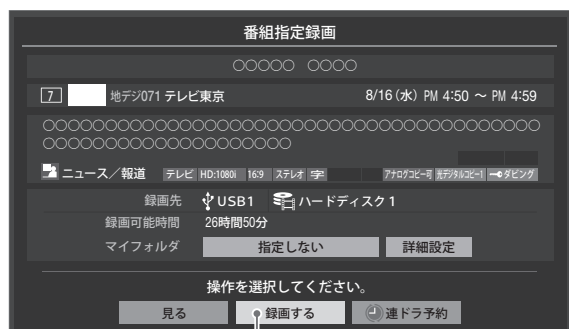 番組指定録画
○○○○○ ○○○○
7 地デジ071 テレビ東京 8/16(水) PM 4:50 ～ PM 4:59
○○○○○○○○○○○○○○○○○○○○○○○○○○○○○○○○○○○○○○○
○○○○○○○○○○○○○○○○○○○○
ニュース/報道 テレビ HD:1080i 16:9 ステレオ 字 アナログコピー可 光デジタルコピー1 ダビング
録画先 USB1 ハードディスク1
録画可能時間 26時間50分
マイフォルダ 指定しない 詳細設定
操作を選択してください。
見る 録画する 連ドラ予約